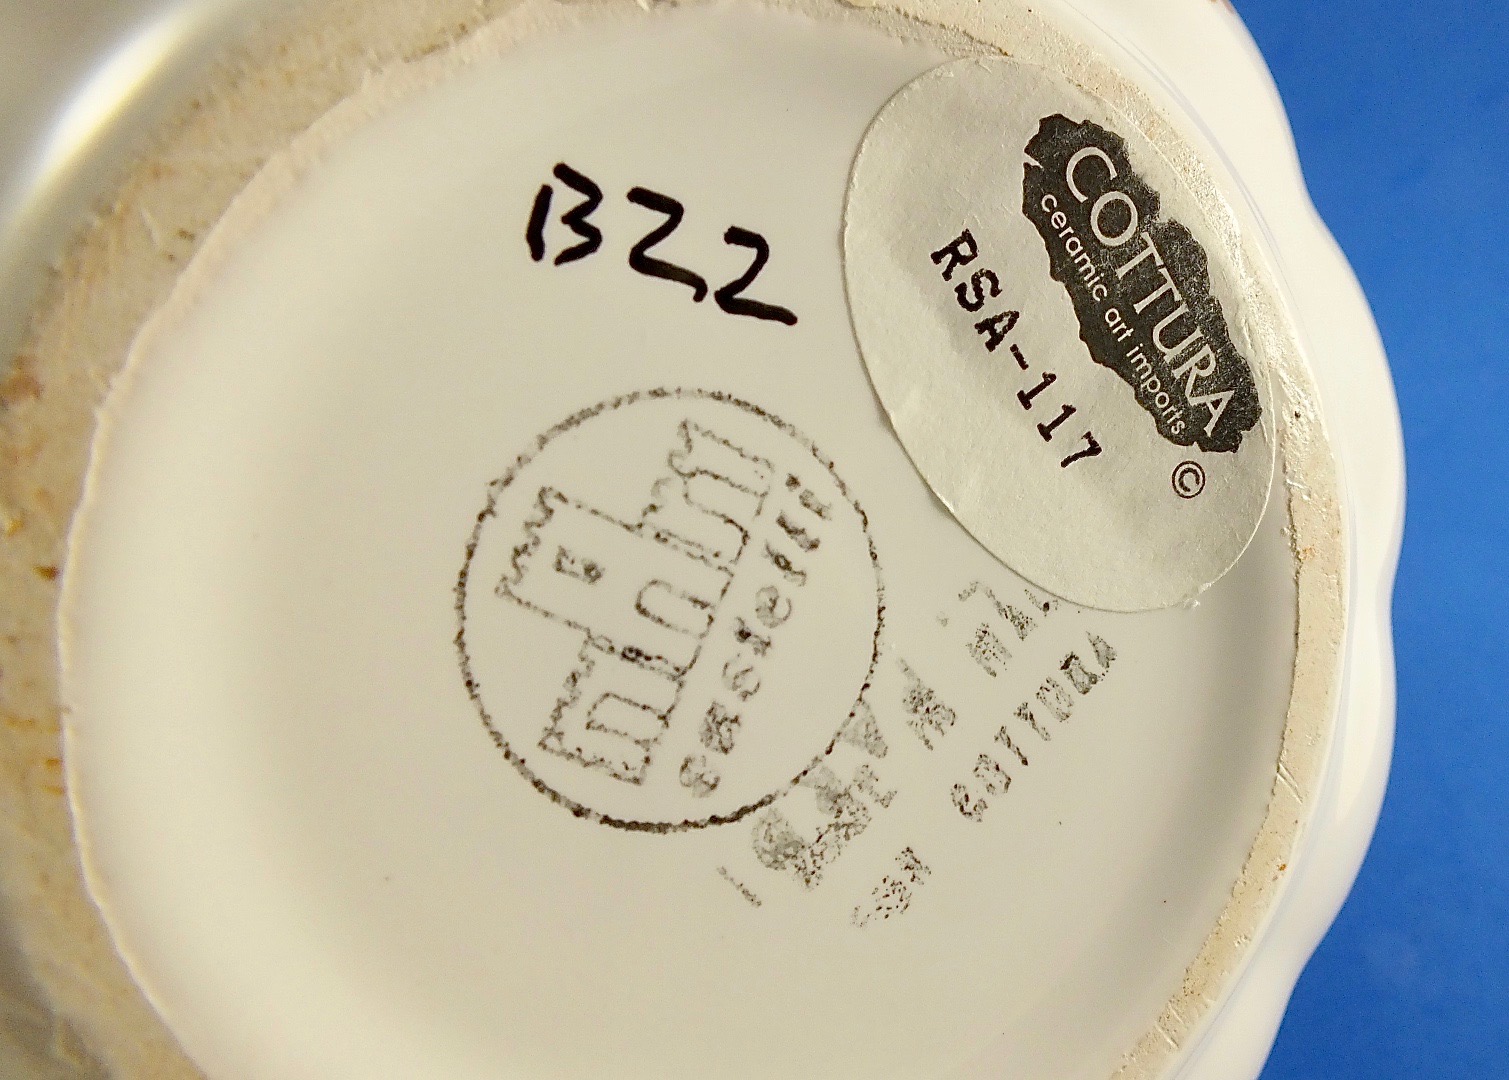 B22
COTTURA
ceramic art imports
©
RSA-117
castelli
COTTURA